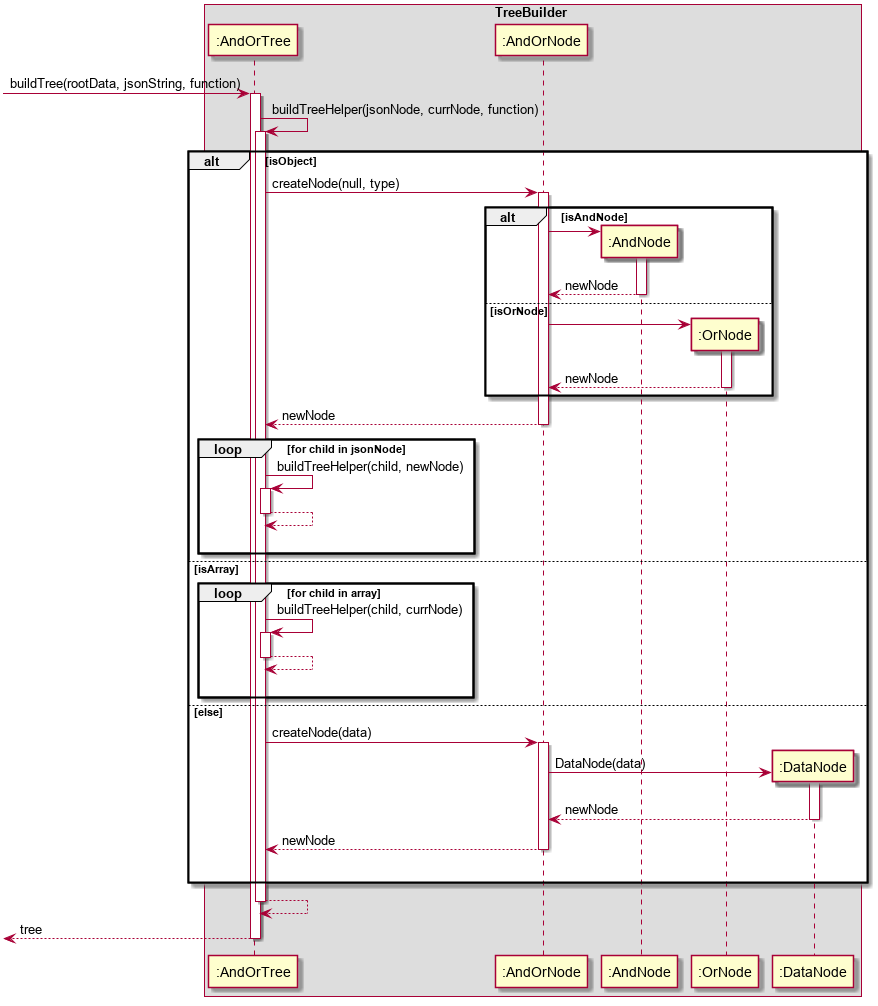 TreeBuilder
:AndOrTree
:AndOrNode
buildTree(rootData, jsonString, function)
buildTreeHelper(jsonNode, currNode, function)
alt
[isObject]
createNode(null, type)
alt
[isAndNode]
:AndNode
newNode
[isOrNode]
:OrNode
newNode
newNode
loop
[for child in jsonNode]
buildTreeHelper(child, newNode)
[isArray]
loop
[for child in array]
buildTreeHelper(child, currNode)
[else]
createNode(data)
DataNode(data)
:DataNode
newNode
newNode
tree
:AndOrTree
:AndOrNode
:AndNode
:OrNode
:DataNode